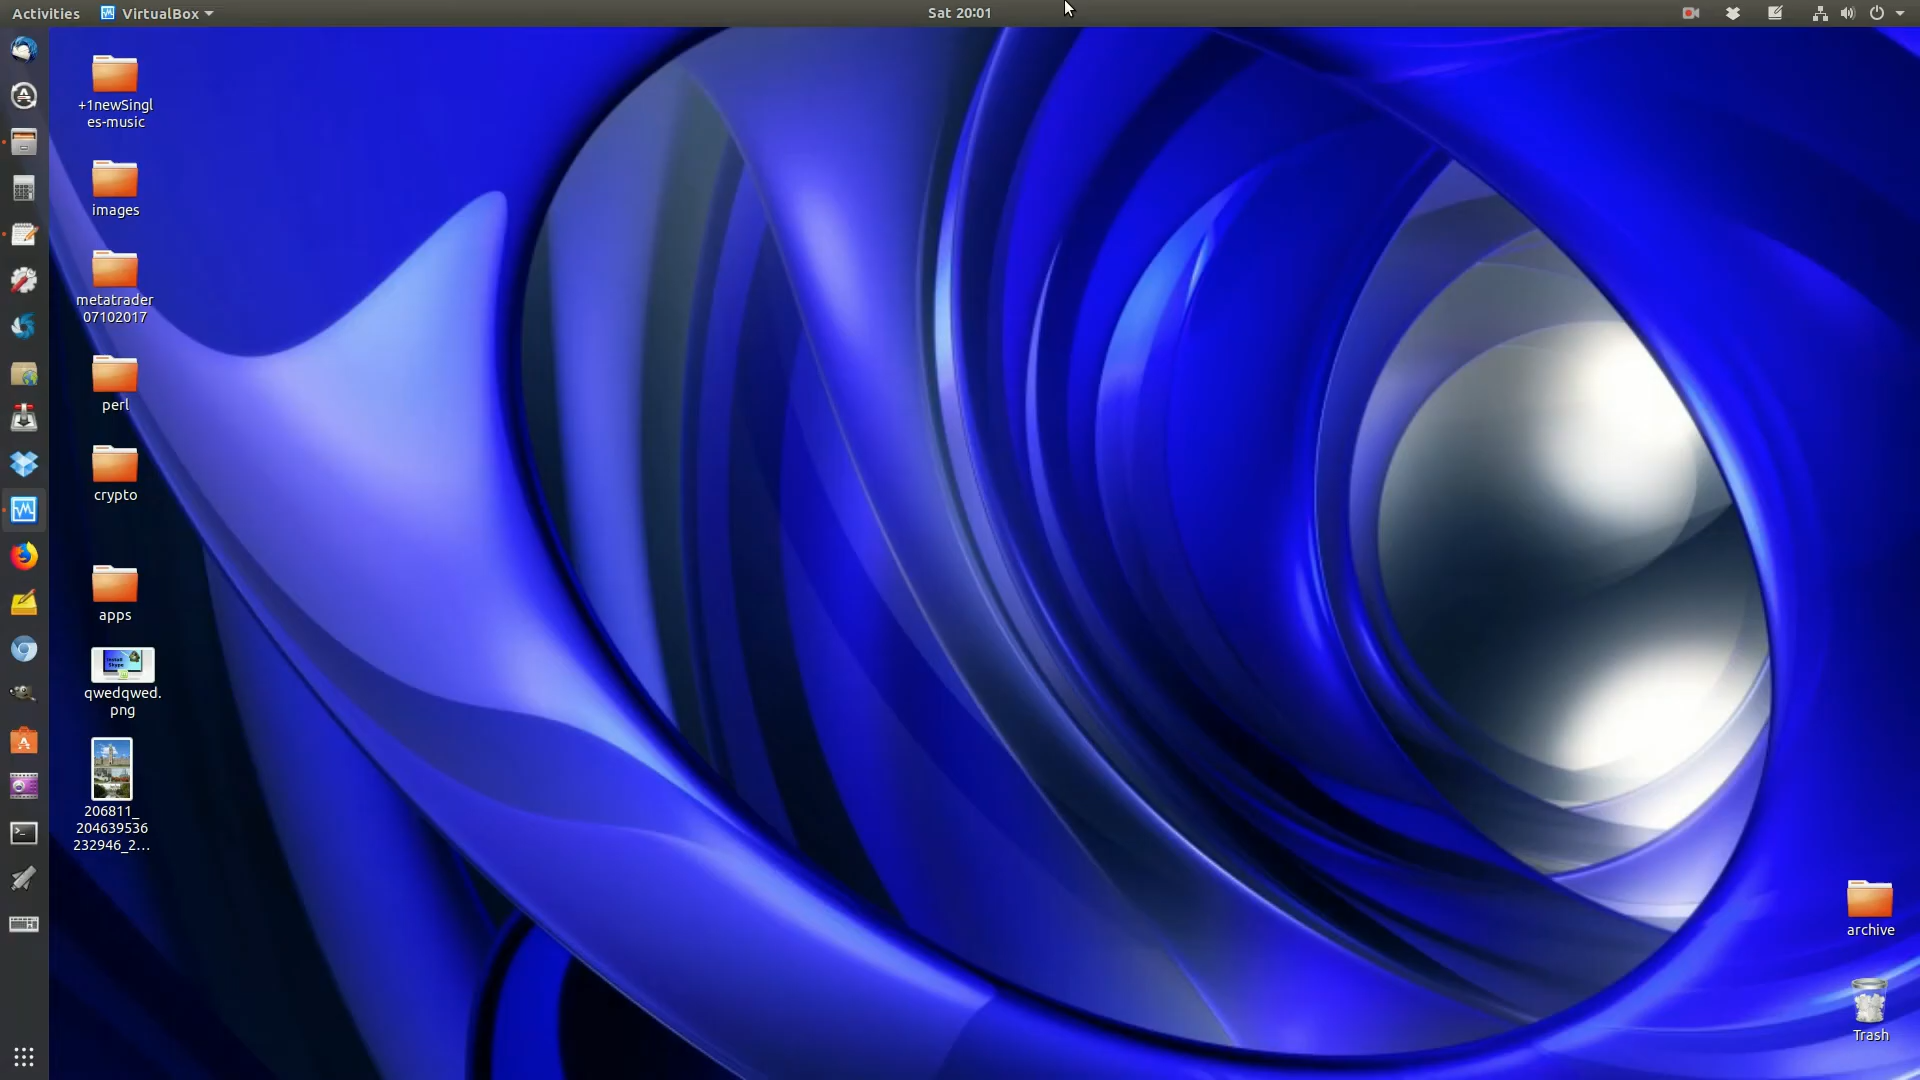 Activities
VirtualBox
Sat 20:01
+1newSingl
es-music
images
metatrader
07102017
perl
crypto
apps
qwedqwed.
png
206811_
204639536
232946_2...
archive
Trash